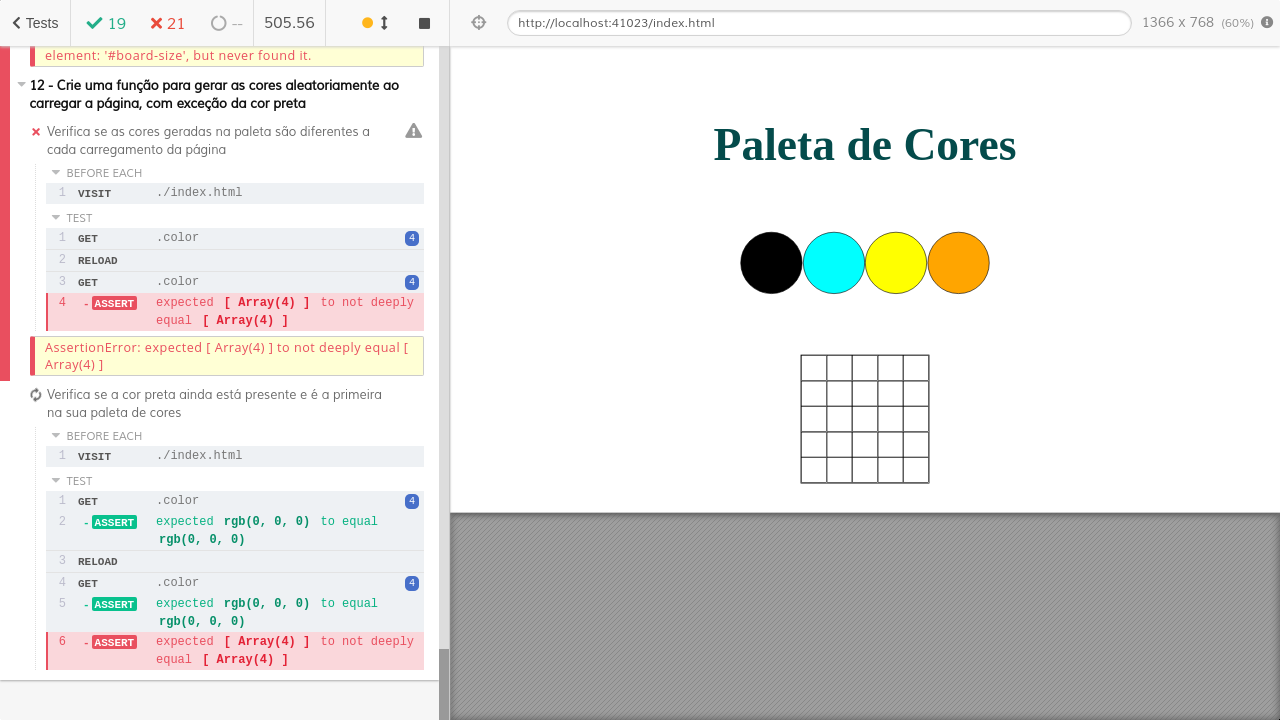 Tests 19 21 -- 505.56 http://localhost:41023/index.html 1366 x 768 (60%)
element: '#board-size', but never found it.
12 - Crie uma função para gerar as cores aleatoriamente ao
carregar a página, com exceção da cor preta
Verifica se as cores geradas na paleta são diferentes a
cada carregamento da página
BEFORE EACH
1 VISIT ./index.html
TEST
1 GET .color 4
2 RELOAD
3 GET .color 4
4 -ASSERT expected [ Array(4) ] to not deeply
equal [ Array(4) ]
AssertionError: expected [ Array(4) ] to not deeply equal [
Array(4) ]
Verifica se a cor preta ainda está presente e é a primeira
na sua paleta de cores
BEFORE EACH
1 VISIT ./index.html
TEST
1 GET .color 4
2 -ASSERT expected rgb(0, 0, 0) to equal
rgb(0, 0, 0)
3 RELOAD
4 GET .color 4
5 -ASSERT expected rgb(0, 0, 0) to equal
rgb(0, 0, 0)
6 -ASSERT expected [ Array(4) ] to not deeply
equal [ Array(4) ]
Paleta de Cores